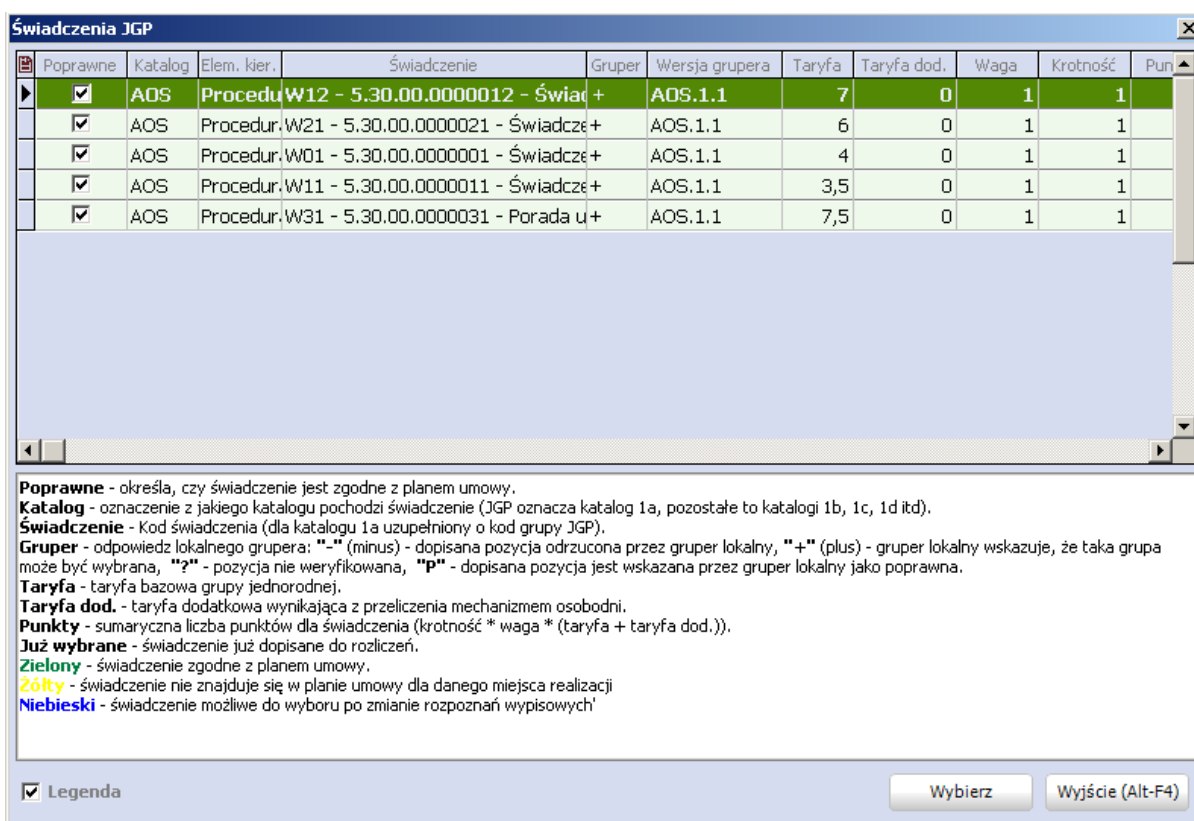 Świadczenia JGP
Poprawne Katalog Elem. kier. Świadczenie Gruper Wersja grupera Taryfa Taryfa dod. Waga Krotność Pun
AOS Procedu W12 - 5.30.00.0000012 - Świad + AOS.1.1 7 0 1 1
AOS Procedur. W21 - 5.30.00.0000021 - Świadcze + AOS.1.1 6 0 1 1
AOS Procedur. W01 - 5.30.00.0000001 - Świadcze + AOS.1.1 4 0 1 1
AOS Procedur. W11 - 5.30.00.0000011 - Świadcze + AOS.1.1 3,5 0 1 1
AOS Procedur. W31 - 5.30.00.0000031 - Porada u + AOS.1.1 7,5 0 1 1
Poprawne - określa, czy świadczenie jest zgodne z planem umowy.
Katalog - oznaczenie z jakiego katalogu pochodzi świadczenie (JGP oznacza katalog 1a, pozostałe to katalogi 1b, 1c, 1d itd).
Świadczenie - Kod świadczenia (dla katalogu 1a uzupełniony o kod grupy JGP).
Gruper - odpowiedz lokalnego grupera: "-" (minus) - dopisana pozycja odrzucona przez gruper lokalny, "+" (plus) - gruper lokalny wskazuje, że taka grupa
może być wybrana, "?" - pozycja nie weryfikowana, "P" - dopisana pozycja jest wskazana przez gruper lokalny jako poprawna.
Taryfa - taryfa bazowa grupy jednorodnej.
Taryfa dod. - taryfa dodatkowa wynikająca z przeliczenia mechanizmem osobodni.
Punkty - sumaryczna liczba punktów dla świadczenia (krotność * waga * (taryfa + taryfa dod.)).
Już wybrane - świadczenie już dopisane do rozliczeń.
Zielony - świadczenie zgodne z planem umowy.
Żółty - świadczenie nie znajduje się w planie umowy dla danego miejsca realizacji
Niebieski - świadczenie możliwe do wyboru po zmianie rozpoznań wypisowych'
Legenda Wybierz Wyjście (Alt-F4)